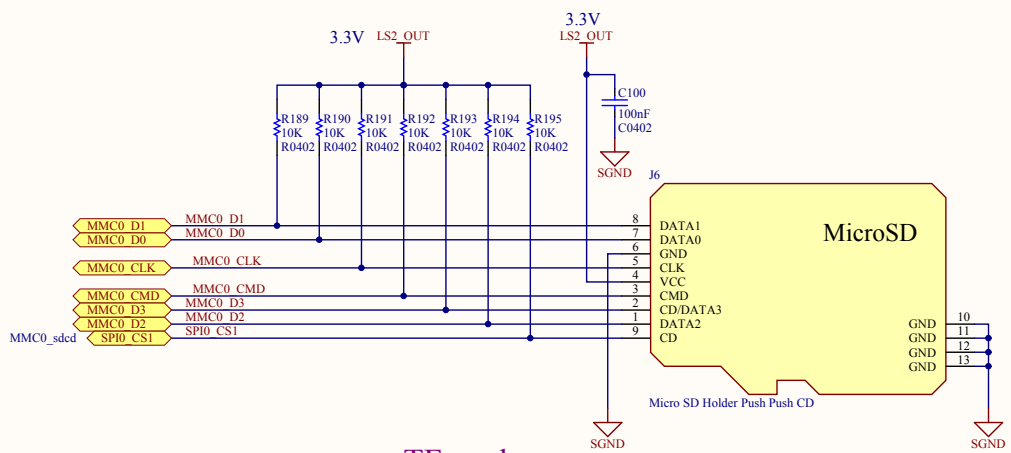 3.3V
LS2_OUT
3.3V
LS2_OUT
C100
100nF
C0402
SGND
R189
10K
R0402
R190
10K
R0402
R191
10K
R0402
R192
10K
R0402
R193
10K
R0402
R194
10K
R0402
R195
10K
R0402
J6
MicroSD
MMC0_D1 MMC0_D1 8 DATA1
MMC0_D0 MMC0_D0 7 DATA0
6 GND
MMC0_CLK MMC0_CLK 5 CLK
4 VCC
MMC0_CMD MMC0_CMD 3 CMD
MMC0_D3 MMC0_D3 2 CD/DATA3
MMC0_D2 MMC0_D2 1 DATA2
MMC0_sdcd SPI0_CS1 SPI0_CS1 9 CD
GND 10
GND 11
GND 12
GND 13
Micro SD Holder Push Push CD
SGND
SGND